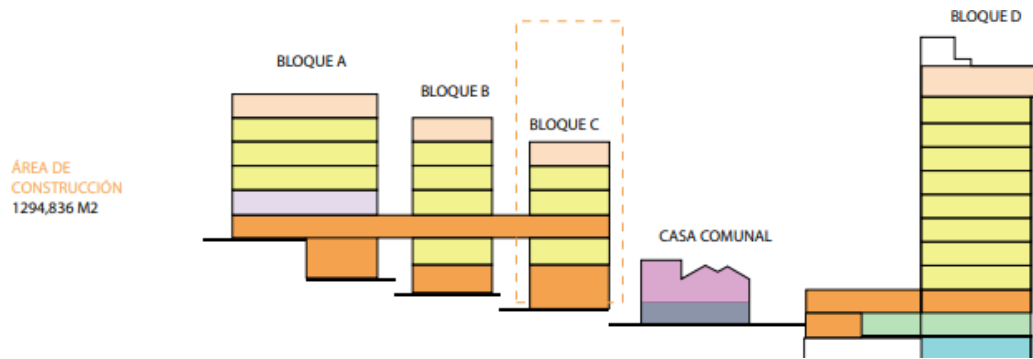 BLOQUE D
BLOQUE A
BLOQUE B
BLOQUE C
ÁREA DE
CONSTRUCCIÓN
1294,836 M2
CASA COMUNAL